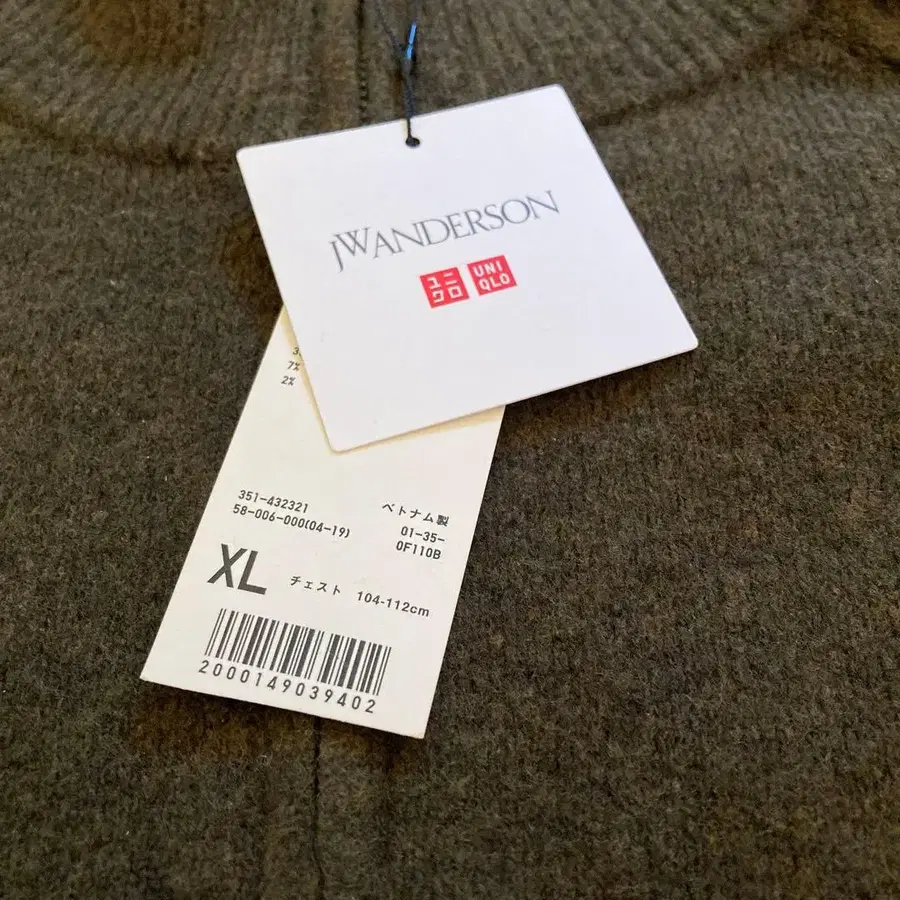 JWANDERSON
ユニ
クロ
UNI
QLO
7%
2%
351-432321
58-006-000(04-19)
ベトナム製
01-35-
0F110B
XL
チェスト 104-112cm
2000149039402